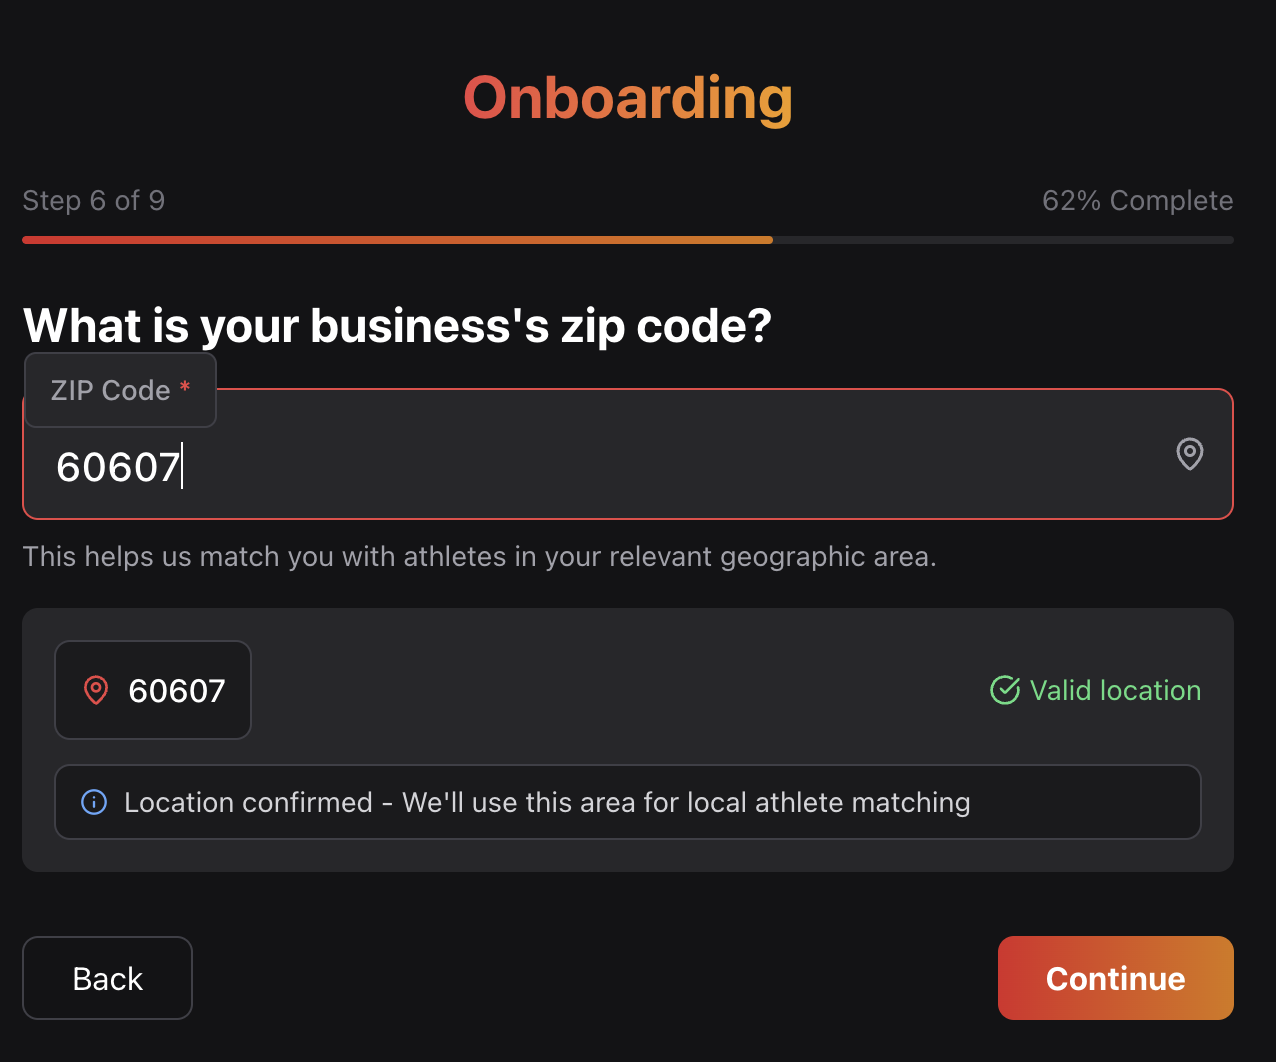 Onboarding
Step 6 of 9
62% Complete
What is your business's zip code?
ZIP Code *
60607
This helps us match you with athletes in your relevant geographic area.
60607
Valid location
Location confirmed - We'll use this area for local athlete matching
Back
Continue